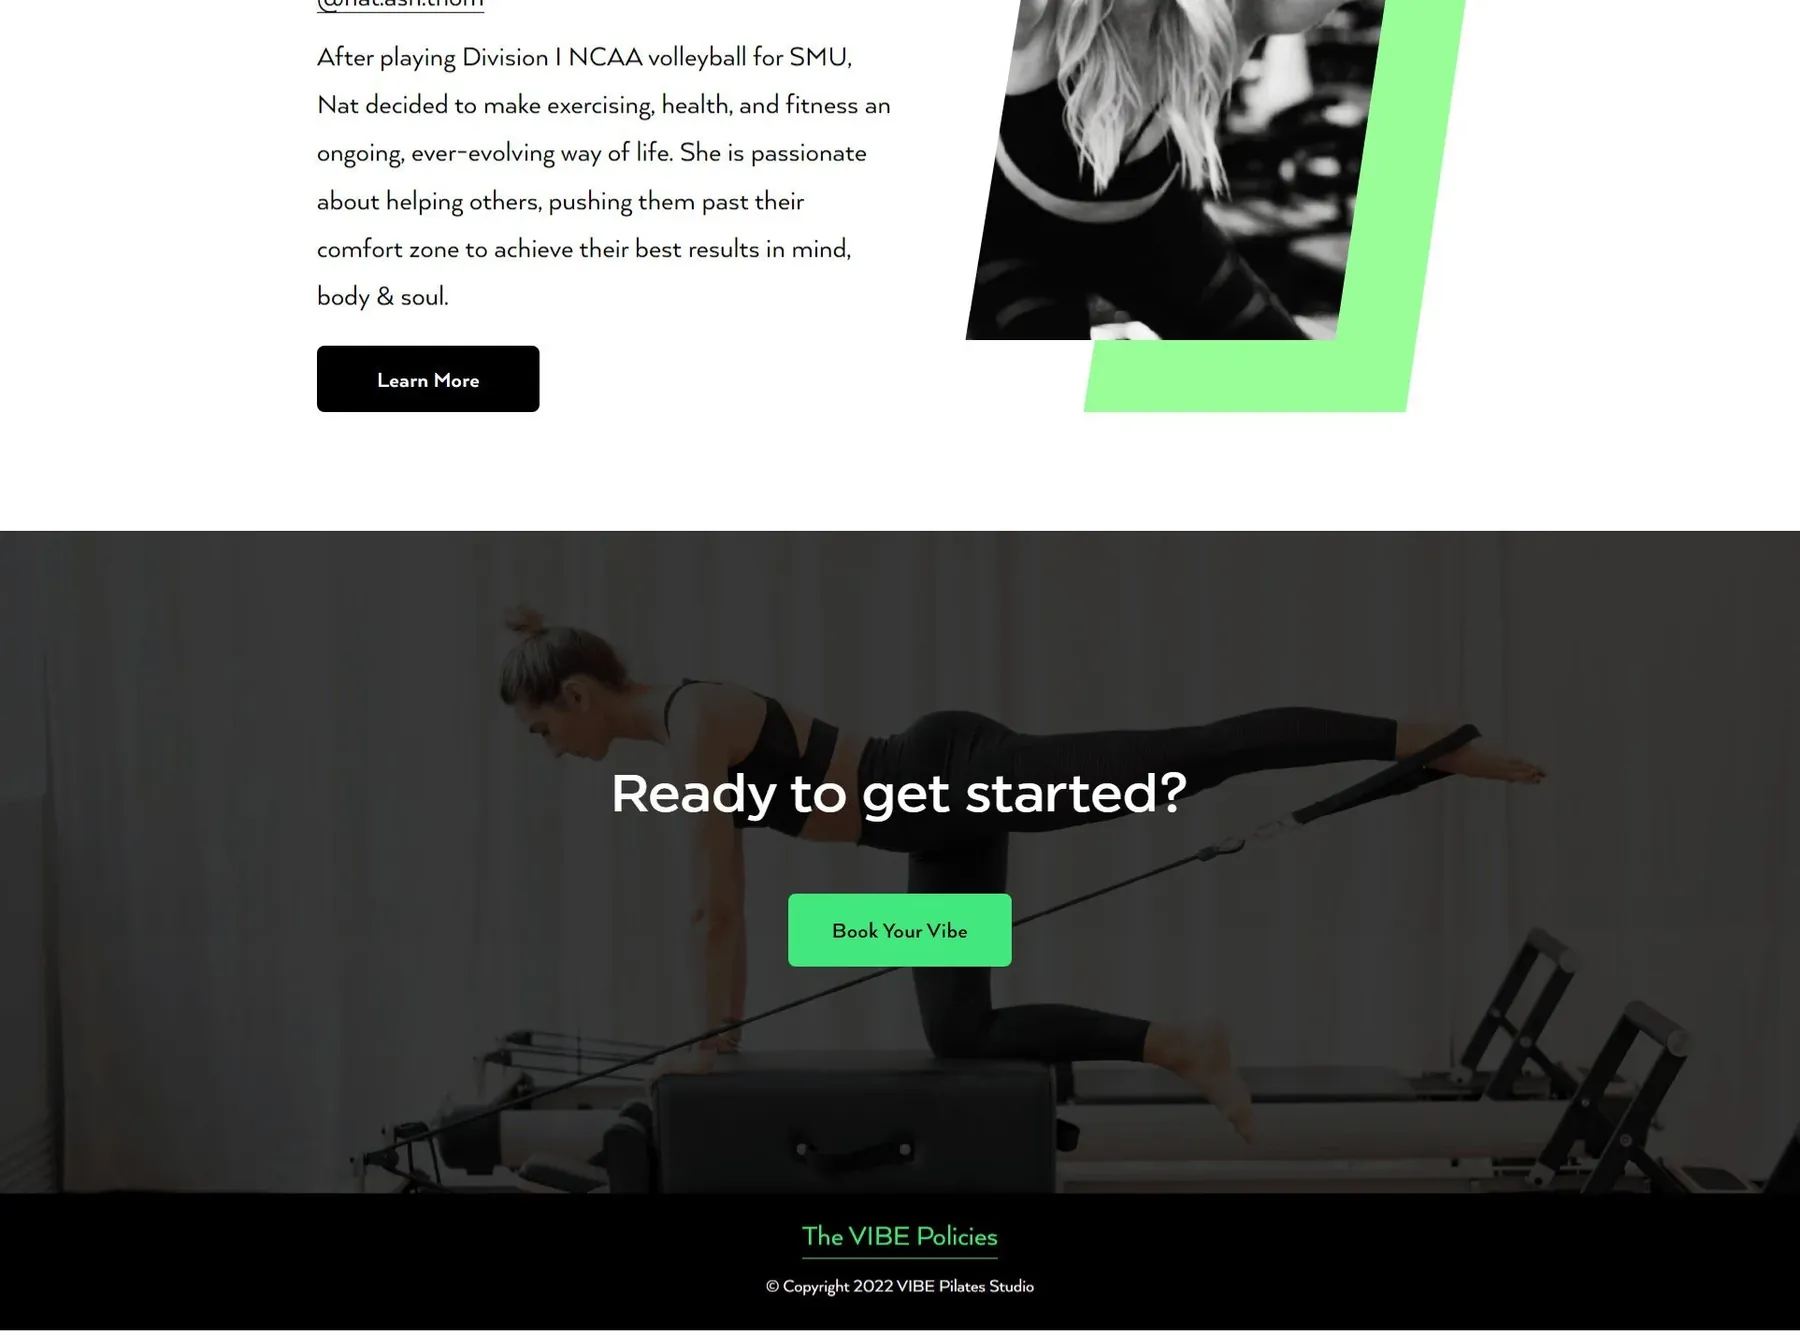 After playing Division I NCAA volleyball for SMU,
Nat decided to make exercising, health, and fitness an
ongoing, ever-evolving way of life. She is passionate
about helping others, pushing them past their
comfort zone to achieve their best results in mind,
body & soul.
Learn More
Ready to get started?
Book Your Vibe
The VIBE Policies
© Copyright 2022 VIBE Pilates Studio